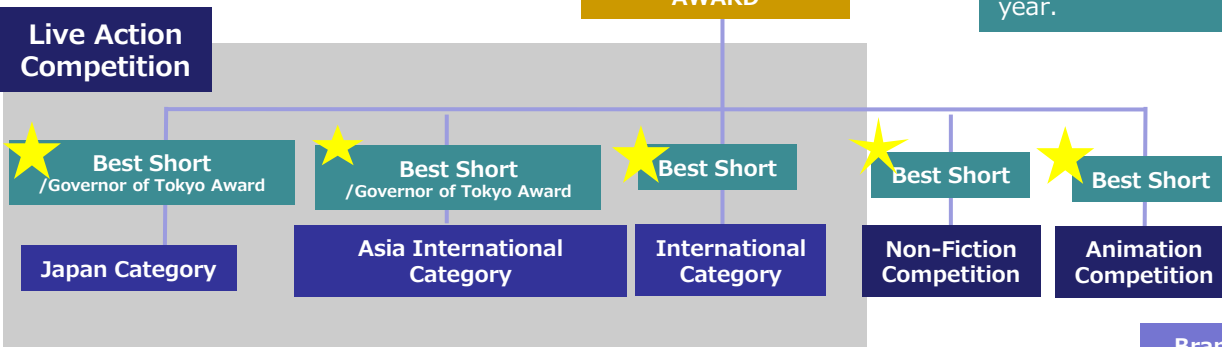 AWARD
year.
Live Action
Competition
Best Short
/Governor of Tokyo Award
Best Short
/Governor of Tokyo Award
Best Short
Best Short
Best Short
Japan Category
Asia International
Category
International
Category
Non-Fiction
Competition
Animation
Competition